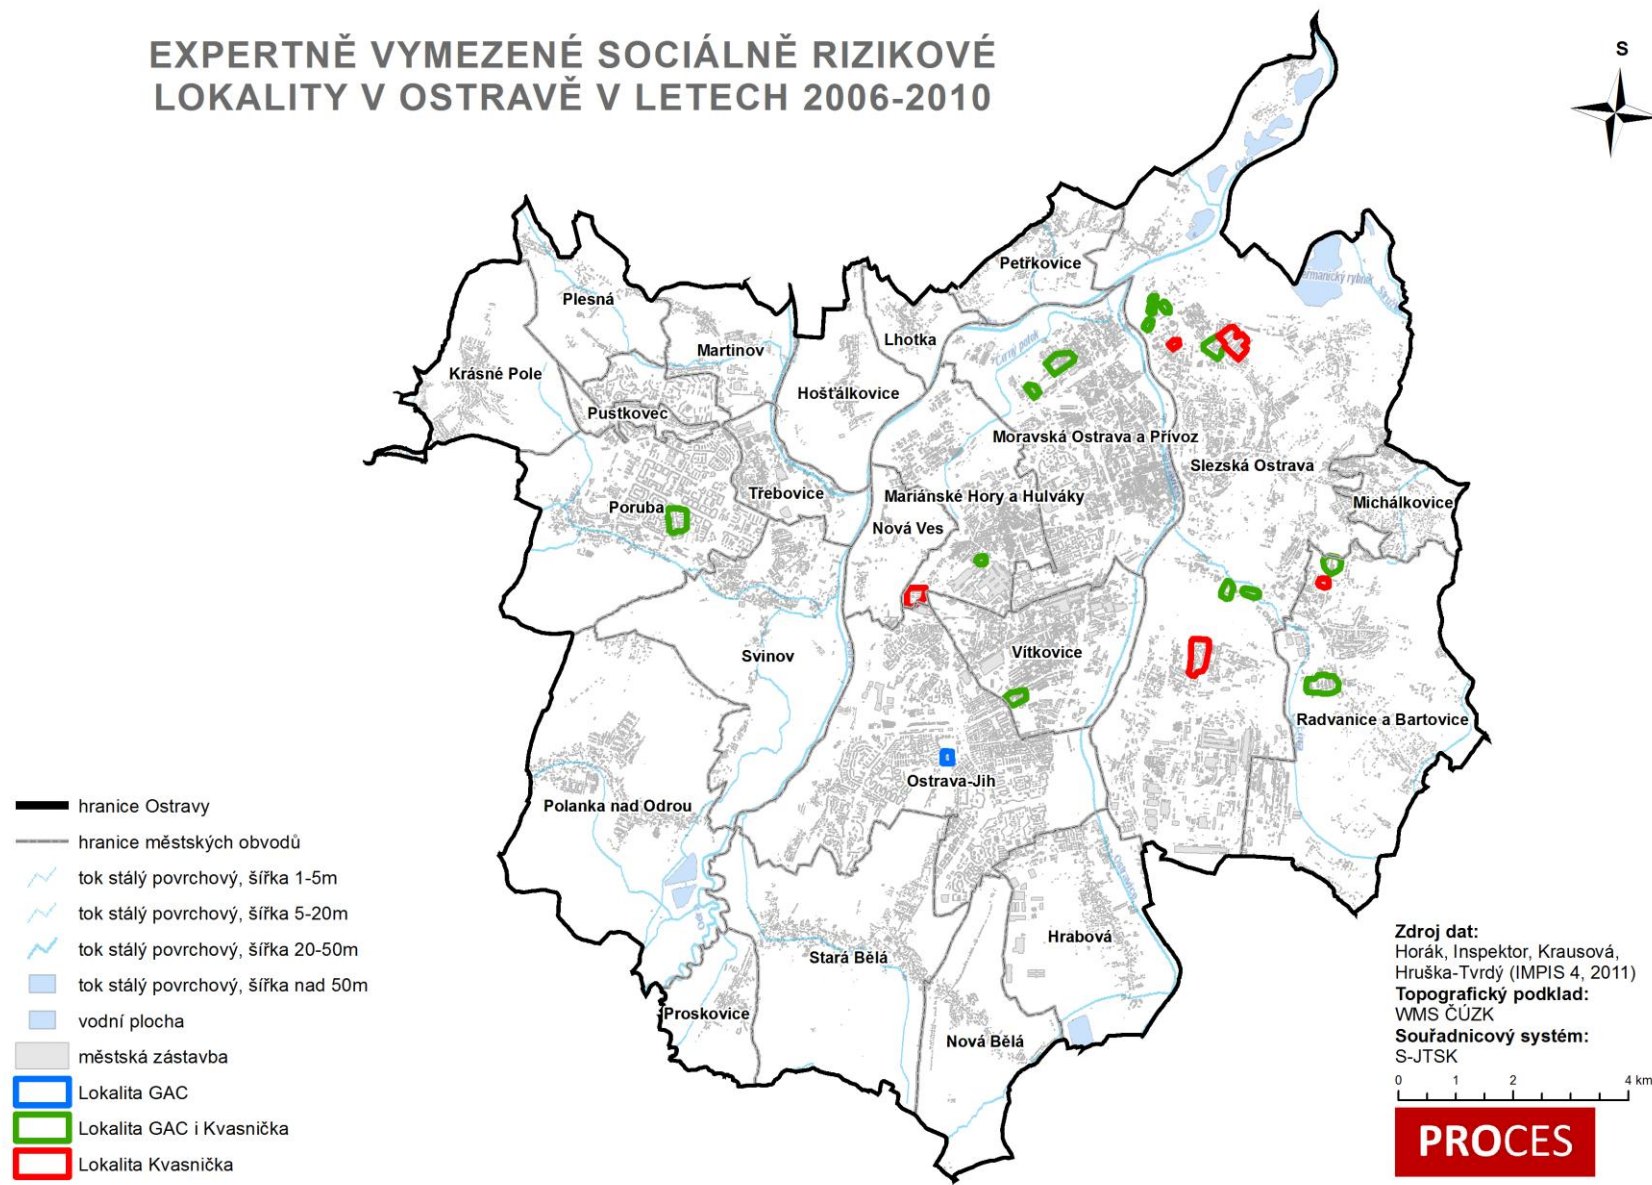 EXPERTNĚ VYMEZENÉ SOCIÁLNĚ RIZIKOVÉ
LOKALITY V OSTRAVĚ V LETECH 2006-2010
S
Petřkovice
Plesná
Lhotka
Martinov
Krásné Pole
Hošťálkovice
Pustkovec
Černý potok
Moravská Ostrava a Přívoz
Slezská Ostrava
Třebovice
Mariánské Hory a Hulváky
Michálkovice
Poruba
Nová Ves
Vítkovice
Svinov
Radvanice a Bartovice
Ostrava-Jih
Polanka nad Odrou
Hrabová
Stará Bělá
Proskovice
Nová Bělá
hranice Ostravy
hranice městských obvodů
tok stálý povrchový, šířka 1-5m
tok stálý povrchový, šířka 5-20m
tok stálý povrchový, šířka 20-50m
tok stálý povrchový, šířka nad 50m
vodní plocha
městská zástavba
Lokalita GAC
Lokalita GAC i Kvasnička
Lokalita Kvasnička
Zdroj dat:
Horák, Inspektor, Krausová,
Hruška-Tvrdý (IMPIS 4, 2011)
Topografický podklad:
WMS ČÚZK
Souřadnicový systém:
S-JTSK
0 1 2 4 km
PROCES